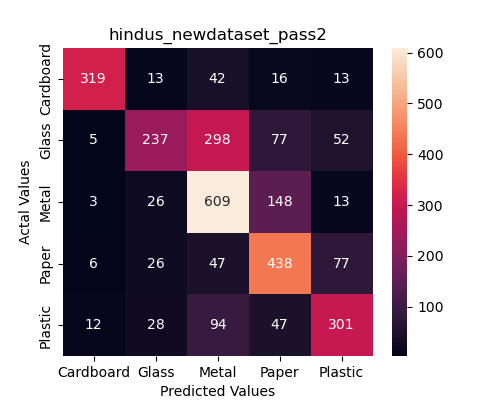 hindus_newdataset_pass2
Cardboard 319 13 42 16 13
Glass 5 237 298 77 52
Metal 3 26 609 148 13
Paper 6 26 47 438 77
Plastic 12 28 94 47 301
Cardboard Glass Metal Paper Plastic
Predicted Values
Actal Values
600
500
400
300
200
100